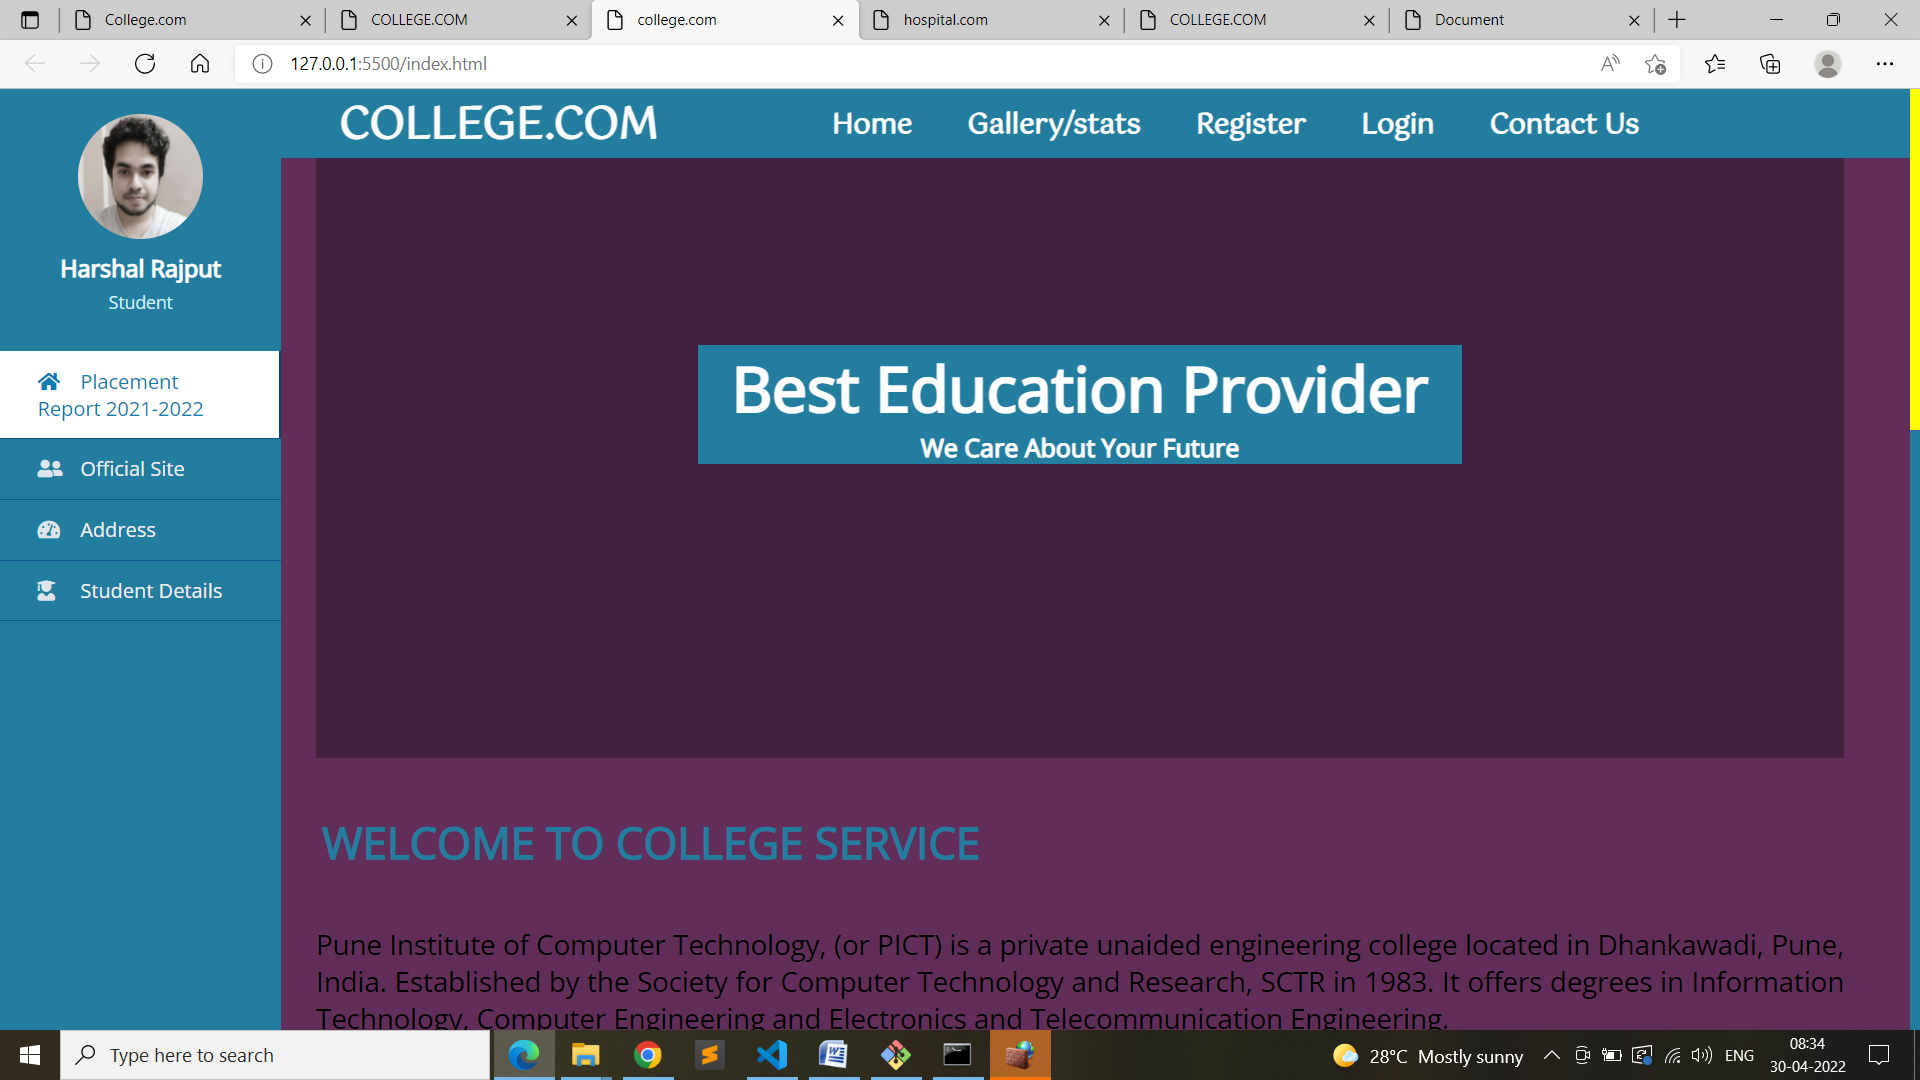 College.com
COLLEGE.COM
college.com
hospital.com
COLLEGE.COM
Document
127.0.0.1:5500/index.html
COLLEGE.COM
Home
Gallery/stats
Register
Login
Contact Us
Harshal Rajput
Student
Placement
Report 2021-2022
Official Site
Address
Student Details
Best Education Provider
We Care About Your Future
WELCOME TO COLLEGE SERVICE
Pune Institute of Computer Technology, (or PICT) is a private unaided engineering college located in Dhankawadi, Pune,
India. Established by the Society for Computer Technology and Research, SCTR in 1983. It offers degrees in Information
Technology, Computer Engineering and Electronics and Telecommunication Engineering.
Type here to search
28°C Mostly sunny
ENG
08:34
30-04-2022